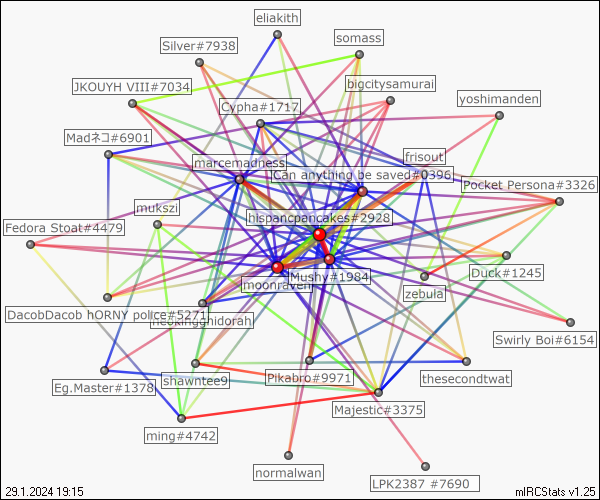 eliakith
somass
Silver#7938
JKOUYH VIII#7034
bigcitysamurai
yoshimanden
Cypha#1717
Madネコ#6901
marcemadness
frisout
Can anything be saved#0396
Pocket Persona#3326
mukszi
hispancpancakes#2928
Fedora Stoat#4479
Mushy#1984
Duck#1245
moonraven
zebula
DacobDacob hORNY police#5271
neokingghidorah
Swirly Boi#6154
Eg.Master#1378
shawntee9
Pikabro#9971
thesecondtwat
Majestic#3375
ming#4742
normalwan
LPK2387 #7690
29.1.2024 19:15
mIRCStats v1.25